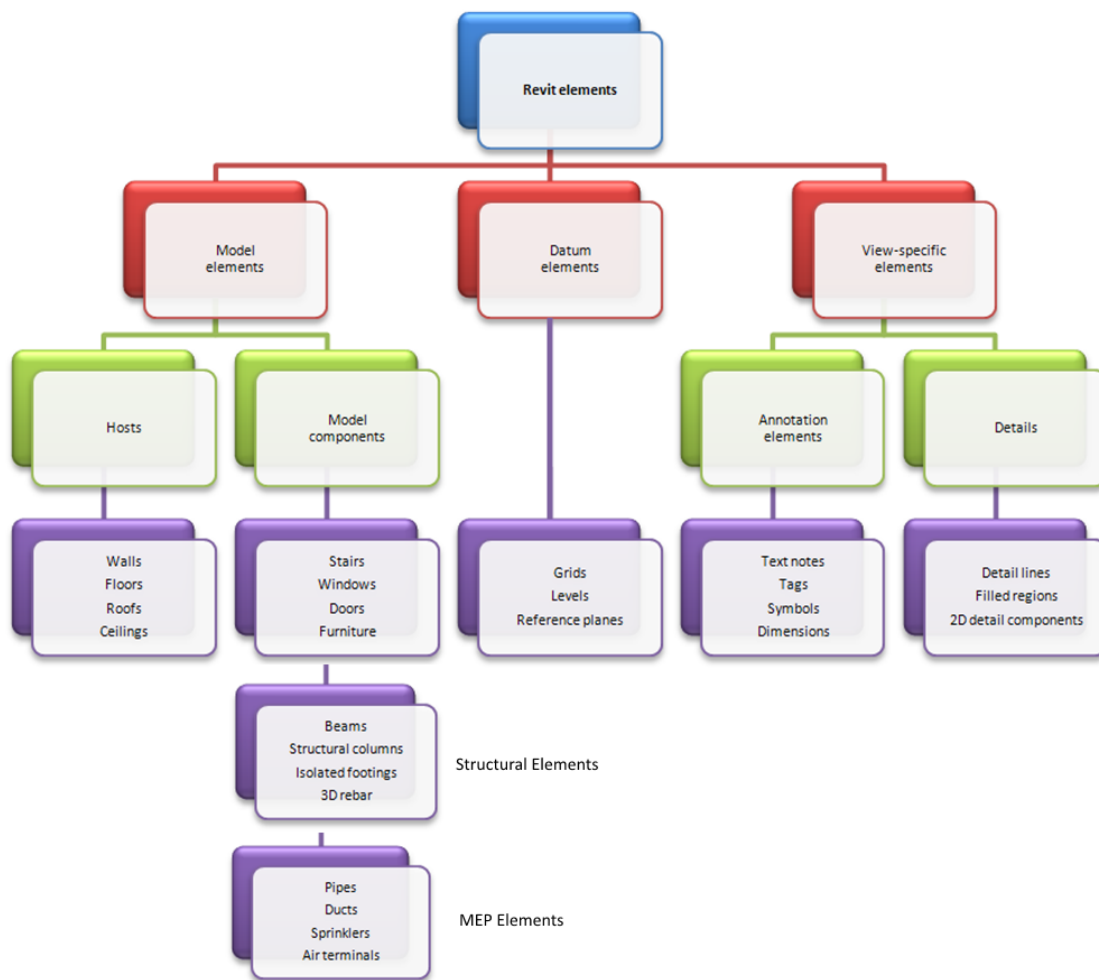 Revit elements
Model
elements
Datum
elements
View-specific
elements
Hosts
Model
components
Annotation
elements
Details
Walls
Floors
Roofs
Ceilings
Stairs
Windows
Doors
Furniture
Grids
Levels
Reference planes
Text notes
Tags
Symbols
Dimensions
Detail lines
Filled regions
2D detail components
Beams
Structural columns
Isolated footings
3D rebar
Structural Elements
Pipes
Ducts
Sprinklers
Air terminals
MEP Elements